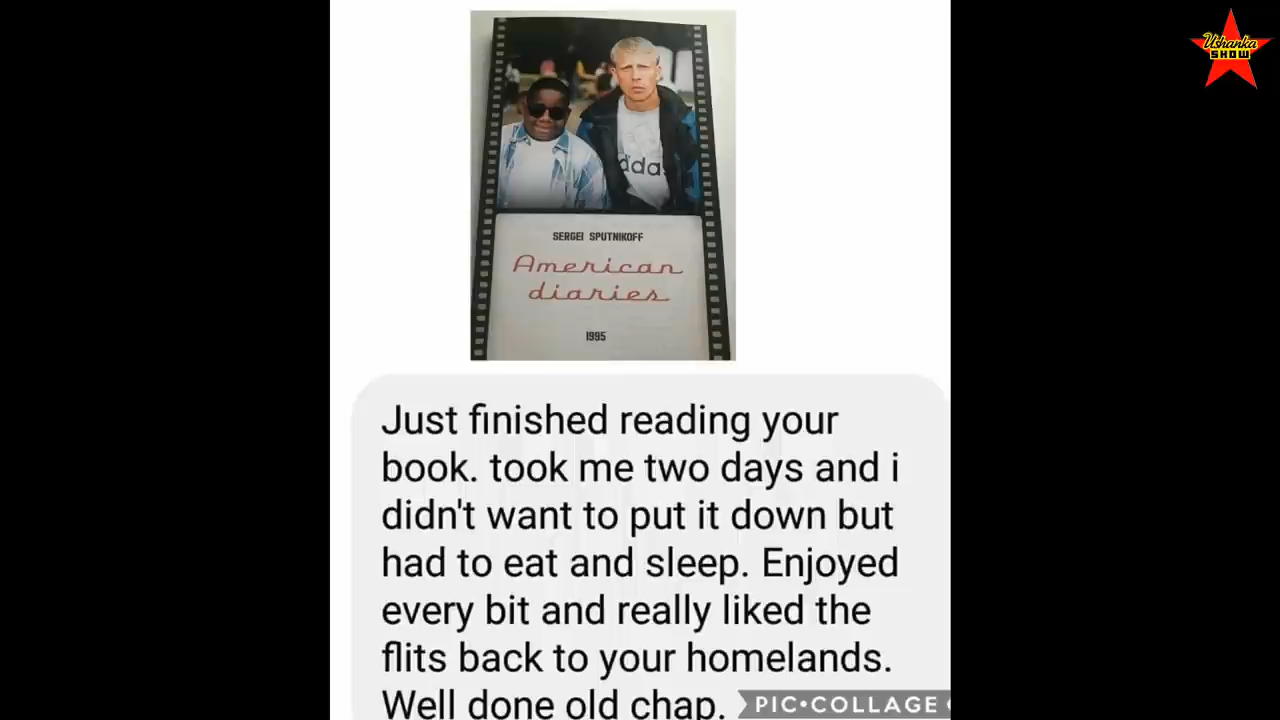 Ushanka
SHOW
adidas
SERGEI SPUTNIKOFF
American
diaries
1995
Just finished reading your
book. took me two days and i
didn't want to put it down but
had to eat and sleep. Enjoyed
every bit and really liked the
flits back to your homelands.
Well done old chap.
PIC•COLLAGE